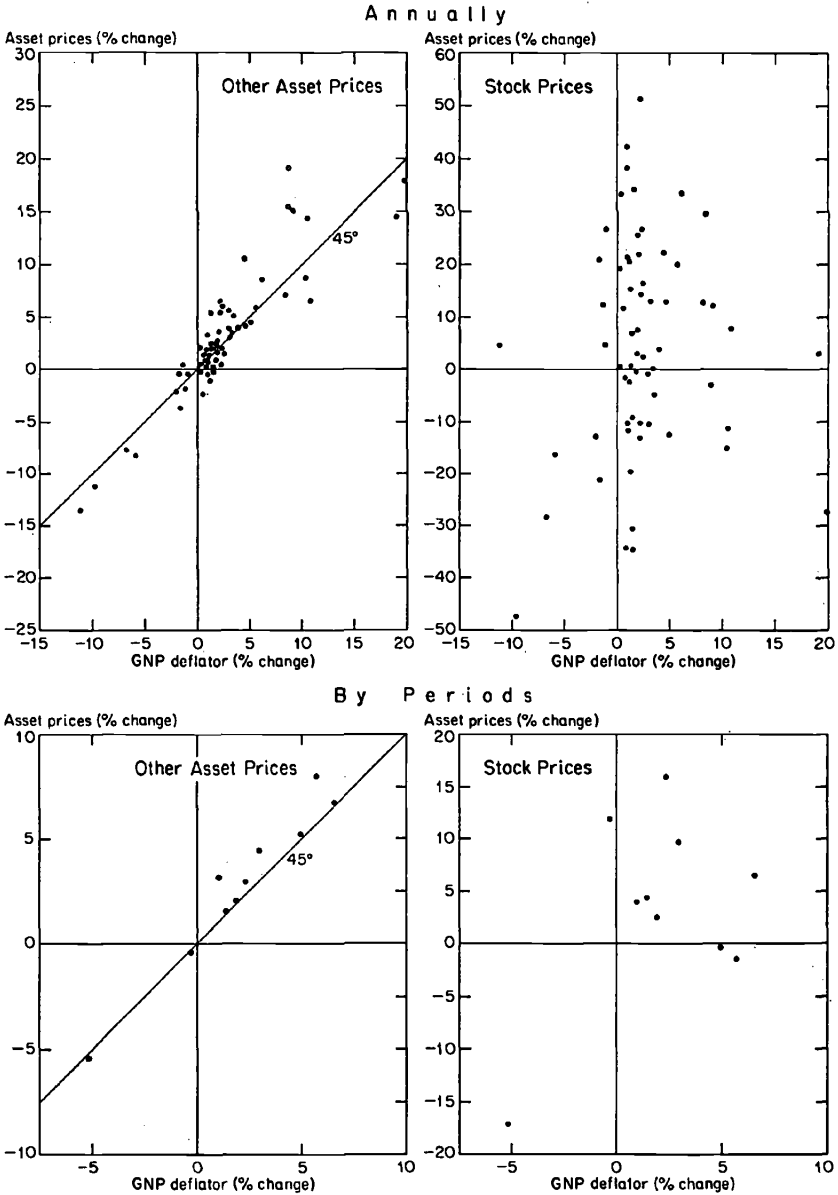 Annually
Asset prices (% change)
Other Asset Prices
30
25
20
15
10
5
0
-5
-10
-15
-20
-25
45°
-15 -10 -5 0 5 10 15 20
GNP deflator (% change)
Asset prices (% change)
Stock Prices
60
50
40
30
20
10
0
-10
-20
-30
-40
-50
-10 -5 0 5 10 15 20
GNP deflator (% change)
By Periods
Asset prices (% change)
Other Asset Prices
10
5
0
-5
-10
45°
-5 0 5 10
GNP deflator (% change)
Asset prices (% change)
Stock Prices
20
15
10
5
0
-5
-10
-15
-20
-5 0 5 10
GNP deflator (% change)